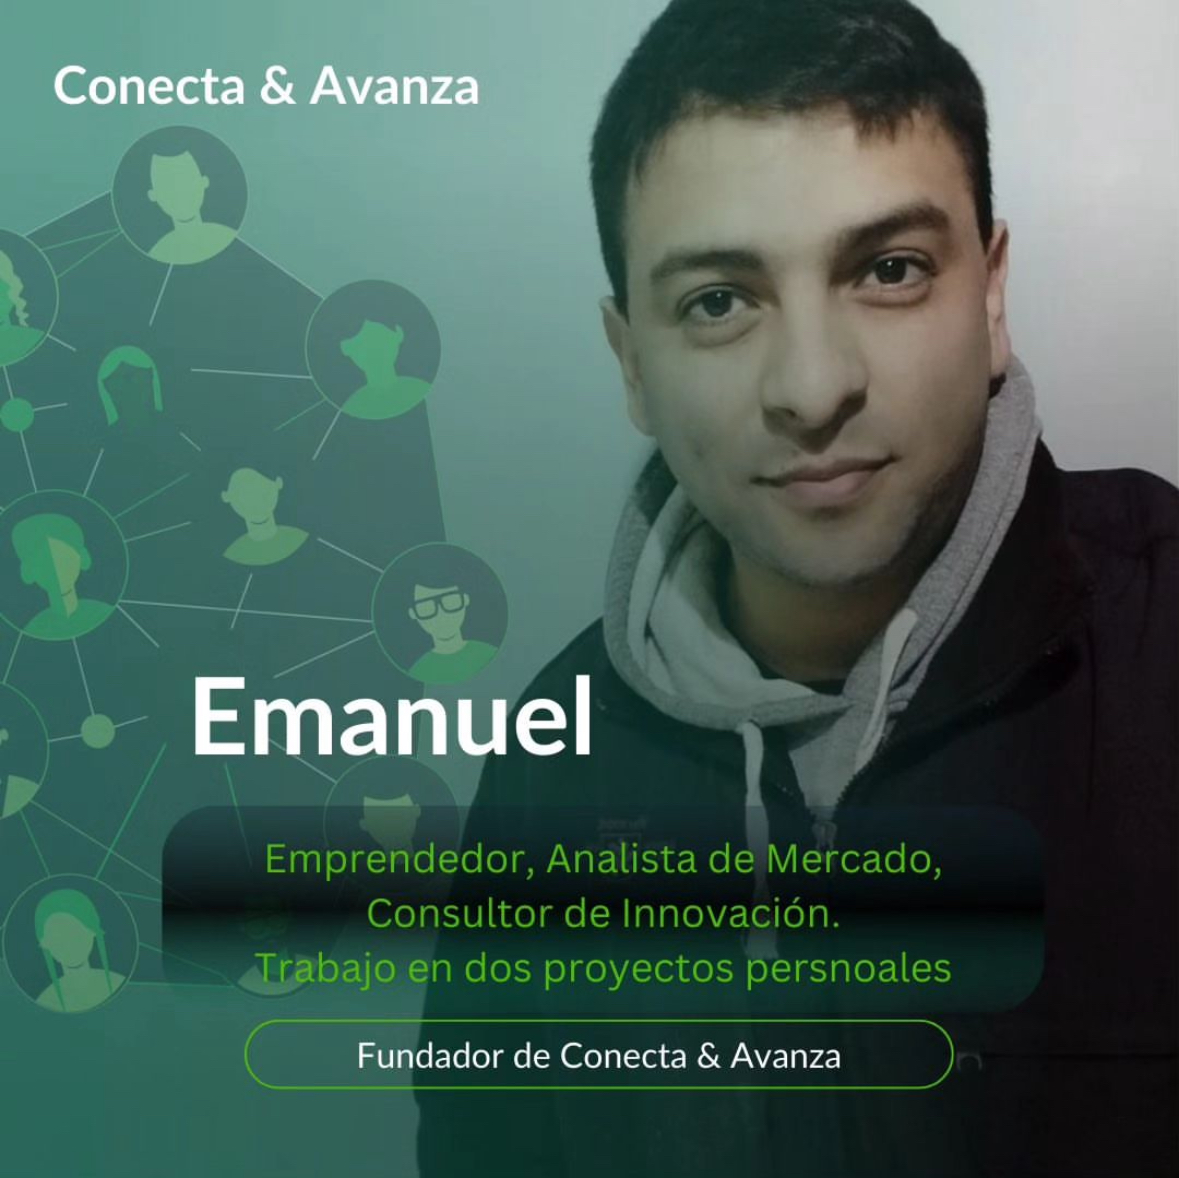 Conecta & Avanza
Emanuel
Emprendedor, Analista de Mercado,
Consultor de Innovación.
Trabajo en dos proyectos persnoales
Fundador de Conecta & Avanza